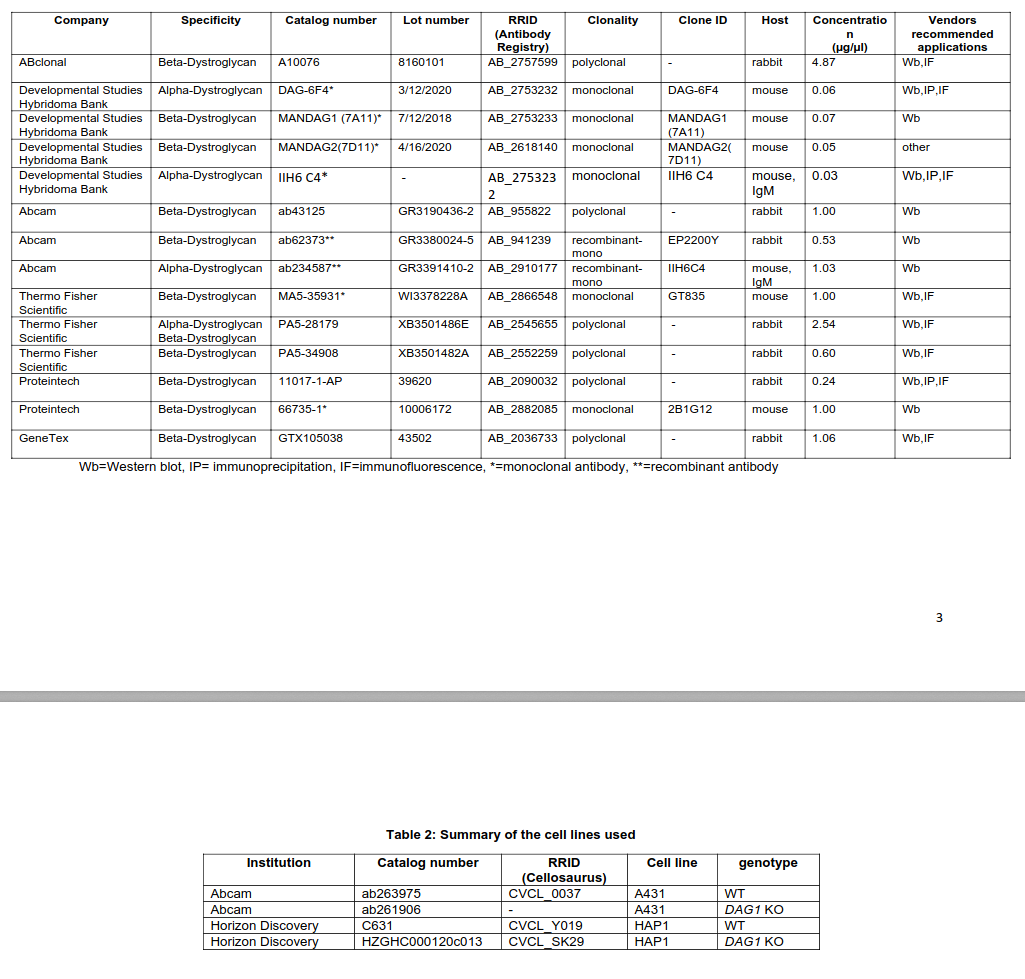 Company Specificity Catalog number Lot number RRID (Antibody Registry) Clonality Clone ID Host Concentratio n (µg/µl) Vendors recommended applications
ABclonal Beta-Dystroglycan A10076 8160101 AB_2757599 polyclonal - rabbit 4.87 Wb,IF
Developmental Studies Hybridoma Bank Alpha-Dystroglycan DAG-6F4* 3/12/2020 AB_2753232 monoclonal DAG-6F4 mouse 0.06 Wb,IP,IF
Developmental Studies Hybridoma Bank Beta-Dystroglycan MANDAG1 (7A11)* 7/12/2018 AB_2753233 monoclonal MANDAG1 (7A11) mouse 0.07 Wb
Developmental Studies Hybridoma Bank Beta-Dystroglycan MANDAG2(7D11)* 4/16/2020 AB_2618140 monoclonal MANDAG2( 7D11) mouse 0.05 other
Developmental Studies Hybridoma Bank Alpha-Dystroglycan IIH6 C4* - AB_275323 2 monoclonal IIH6 C4 mouse, IgM 0.03 Wb,IP,IF
Abcam Beta-Dystroglycan ab43125 GR3190436-2 AB_955822 polyclonal - rabbit 1.00 Wb
Abcam Beta-Dystroglycan ab62373** GR3380024-5 AB_941239 recombinant- mono EP2200Y rabbit 0.53 Wb
Abcam Alpha-Dystroglycan ab234587** GR3391410-2 AB_2910177 recombinant- mono IIH6C4 mouse, IgM 1.03 Wb
Thermo Fisher Scientific Beta-Dystroglycan MA5-35931* WI3378228A AB_2866548 monoclonal GT835 mouse 1.00 Wb,IF
Thermo Fisher Scientific Alpha-Dystroglycan Beta-Dystroglycan PA5-28179 XB3501486E AB_2545655 polyclonal - rabbit 2.54 Wb,IF
Thermo Fisher Scientific Beta-Dystroglycan PA5-34908 XB3501482A AB_2552259 polyclonal - rabbit 0.60 Wb,IF
Proteintech Beta-Dystroglycan 11017-1-AP 39620 AB_2090032 polyclonal - rabbit 0.24 Wb,IP,IF
Proteintech Beta-Dystroglycan 66735-1* 10006172 AB_2882085 monoclonal 2B1G12 mouse 1.00 Wb
GeneTex Beta-Dystroglycan GTX105038 43502 AB_2036733 polyclonal - rabbit 1.06 Wb,IF
Wb=Western blot, IP= immunoprecipitation, IF=immunofluorescence, *=monoclonal antibody, **=recombinant antibody
3
Table 2: Summary of the cell lines used
Institution Catalog number RRID (Cellosaurus) Cell line genotype
Abcam ab263975 CVCL_0037 A431 WT
Abcam ab261906 - A431 DAG1 KO
Horizon Discovery C631 CVCL_Y019 HAP1 WT
Horizon Discovery HZGHC000120c013 CVCL_SK29 HAP1 DAG1 KO